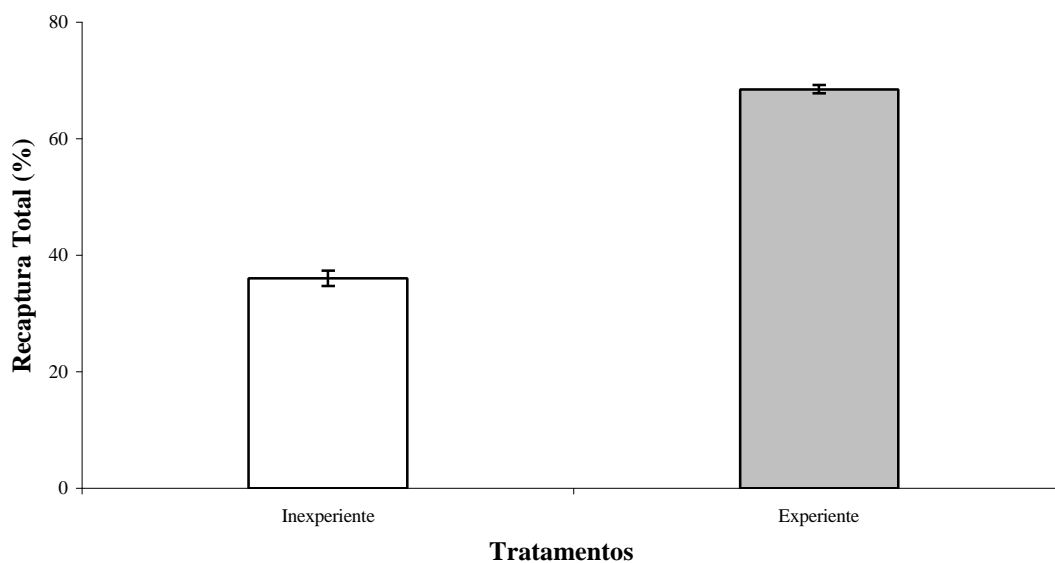 80
60
40
20
0
Recaptura Total (%)
Inexperiente
Experiente
Tratamentos